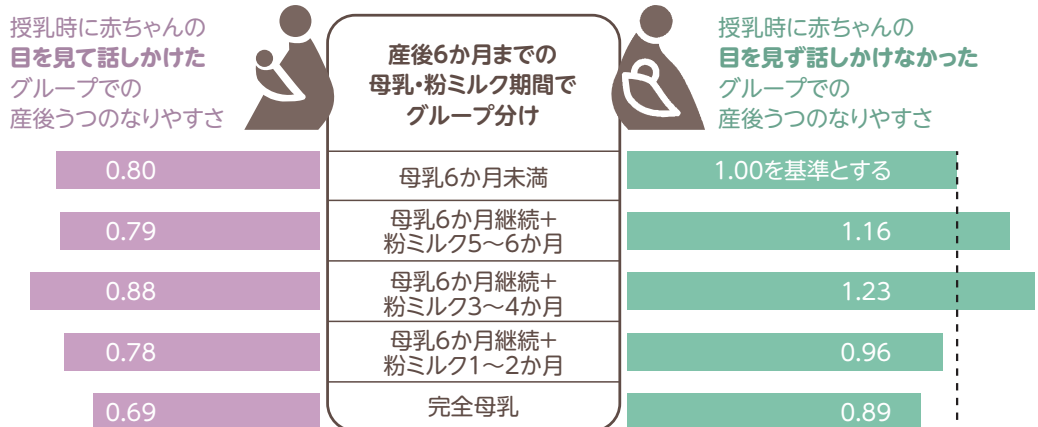 授乳時に赤ちゃんの
目を見て話しかけた
グループでの
産後うつのなりやすさ
産後6か月までの
母乳・粉ミルク期間で
グループ分け
授乳時に赤ちゃんの
目を見ず話しかけなかった
グループでの
産後うつのなりやすさ
0.80
母乳6か月未満
1.00を基準とする
0.79
母乳6か月継続+
粉ミルク5〜6か月
1.16
0.88
母乳6か月継続+
粉ミルク3〜4か月
1.23
0.78
母乳6か月継続+
粉ミルク1〜2か月
0.96
0.69
完全母乳
0.89